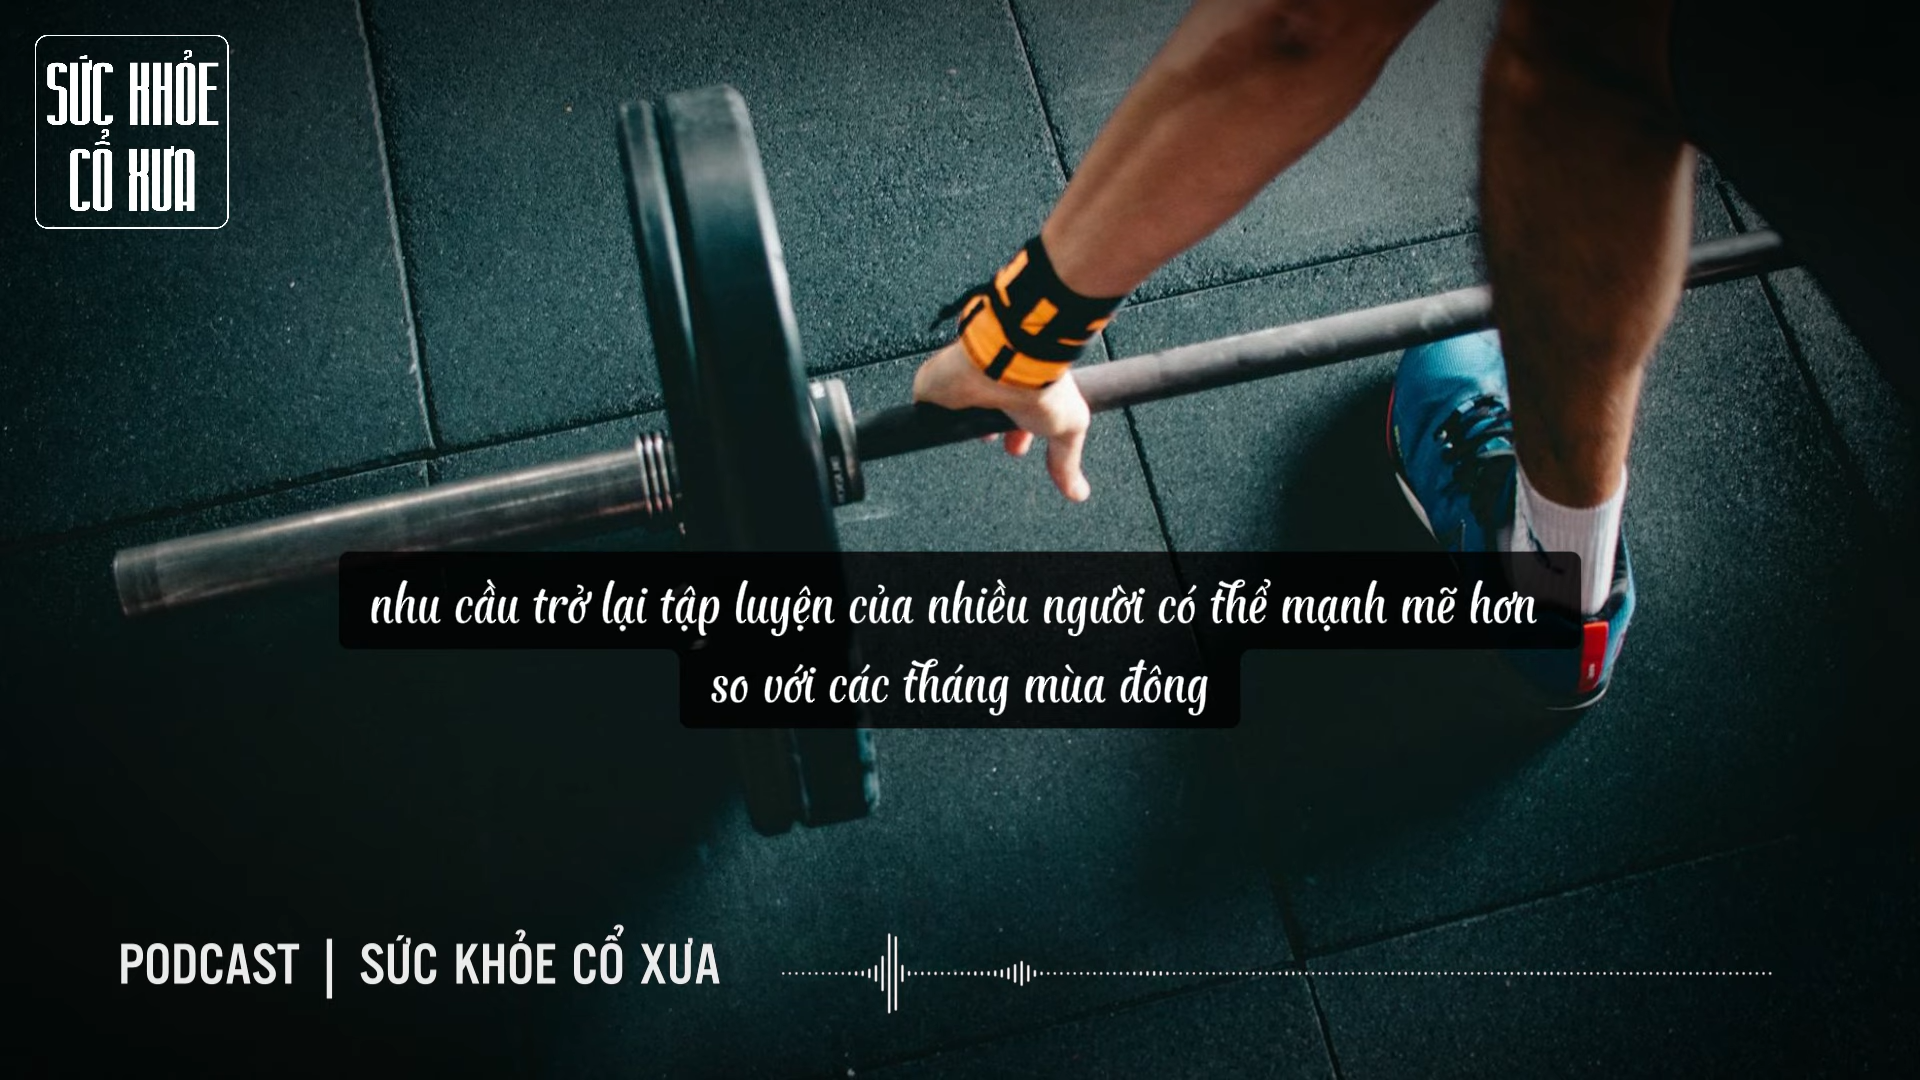 SỨC KHỎE
CỔ XƯA
nhu cầu trở lại tập luyện của nhiều người có thể mạnh mẽ hơn
so với các tháng mùa đông
PODCAST | SỨC KHỎE CỔ XƯA